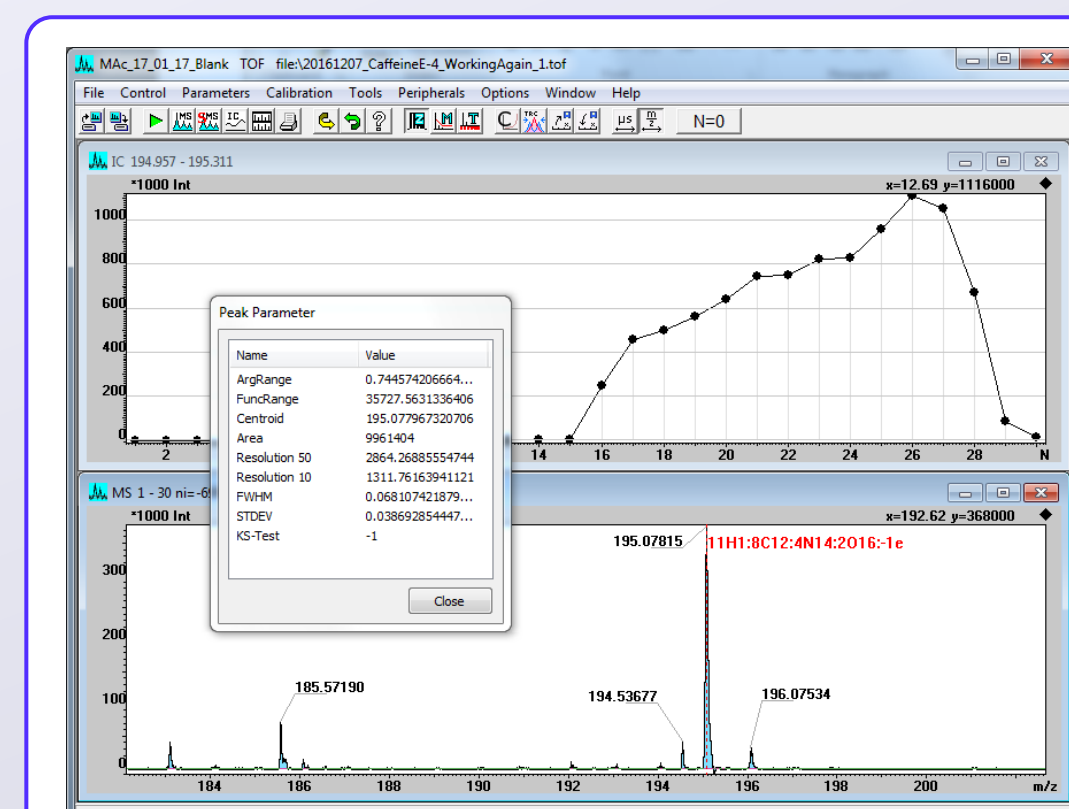 MAc_17_01_17_Blank TOF file:\20161207_CaffeineE-4_WorkingAgain_1.tof
File Control Parameters Calibration Tools Peripherals Options Window Help
N=0
IC 194.957 - 195.311
*1000 Int
x=12.69 y=1116000
1000
800
600
400
200
0
2
14 16 18 20 22 24 26 28 N
Peak Parameter
Name Value
ArgRange 0.744574206664...
FuncRange 35727.5631336406
Centroid 195.077967320706
Area 9961404
Resolution 50 2864.26885554744
Resolution 10 1311.76163941121
FWHM 0.068107421879...
STDEV 0.038692854447...
KS-Test -1
Close
MS 1 - 30 ni=-6
*1000 Int
x=192.62 y=368000
195.07815
11H1:8C12:4N14:2O16:-1e
300
200
100
0
185.57190
194.53677
196.07534
184 186 188 190 192 194 196 198 200 m/z